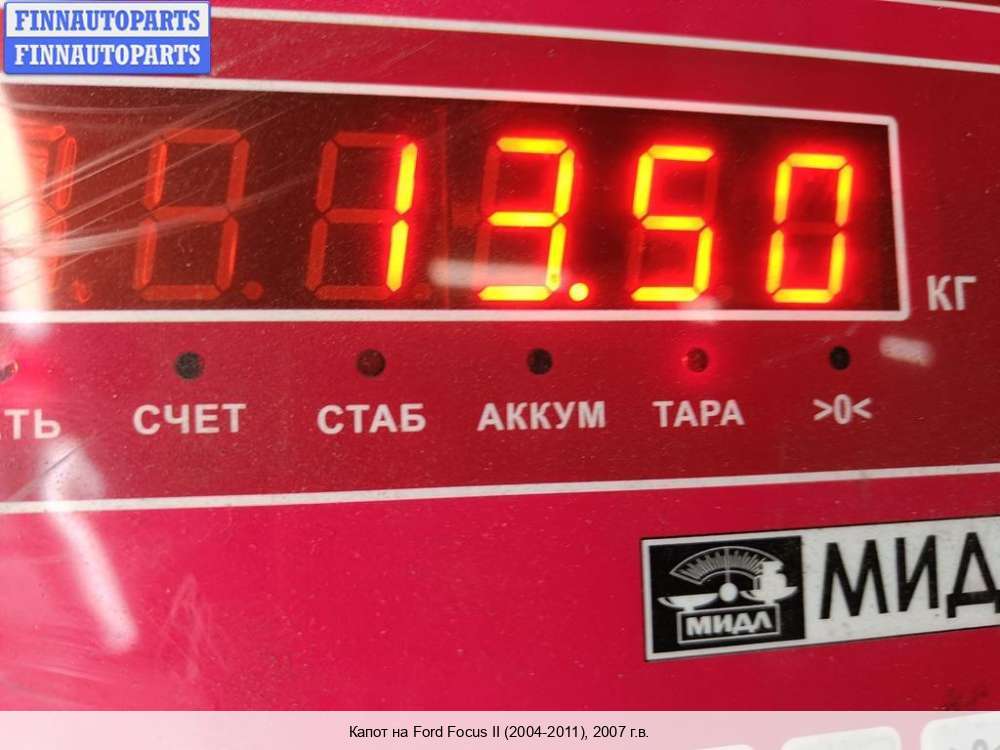 FINNAUTOPARTS
FINNAUTOPARTS
13.50
КГ
СЧЕТ СТАБ АККУМ ТАРА >0<
МИДЛ
Капот на Ford Focus II (2004-2011), 2007 г.в.